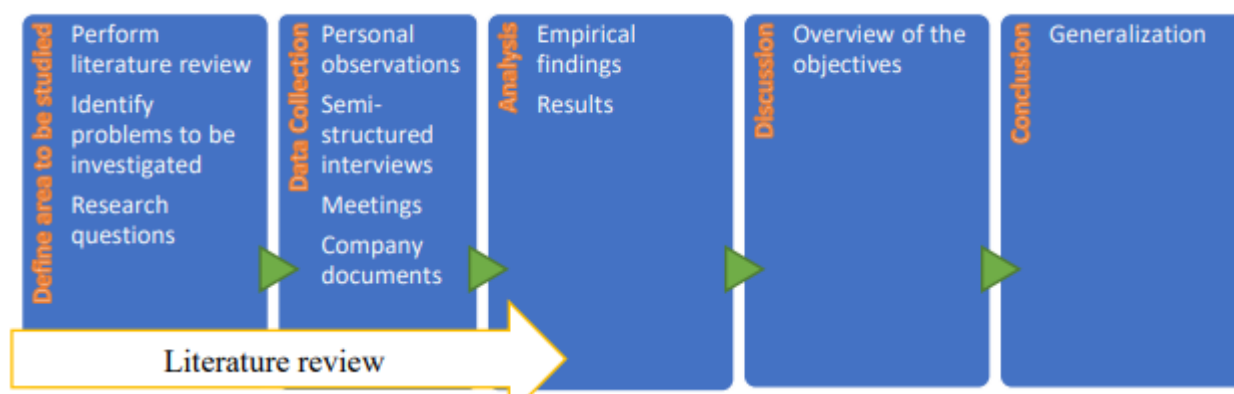 Define area to be studied
Perform
literature review
Identify
problems to be
investigated
Research
questions
Data Collection
Personal
observations
Semi-
structured
interviews
Meetings
Company
documents
Analysis
Empirical
findings
Results
Discussion
Overview of the
objectives
Conclusion
Generalization
Literature review